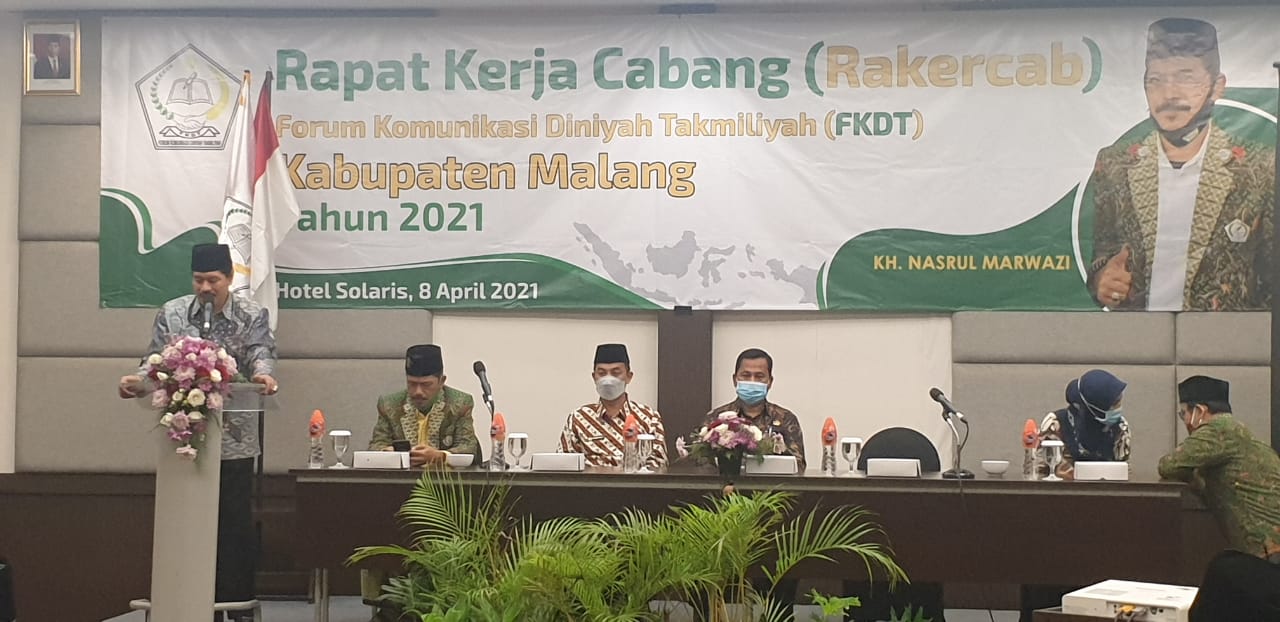 Rapat Kerja Cabang (Rakercab)
Forum Komunikasi Diniyah Takmiliyah (FKDT)
Kabupaten Malang
Tahun 2021
Hotel Solaris, 8 April 2021
KH. NASRUL MARWAZI